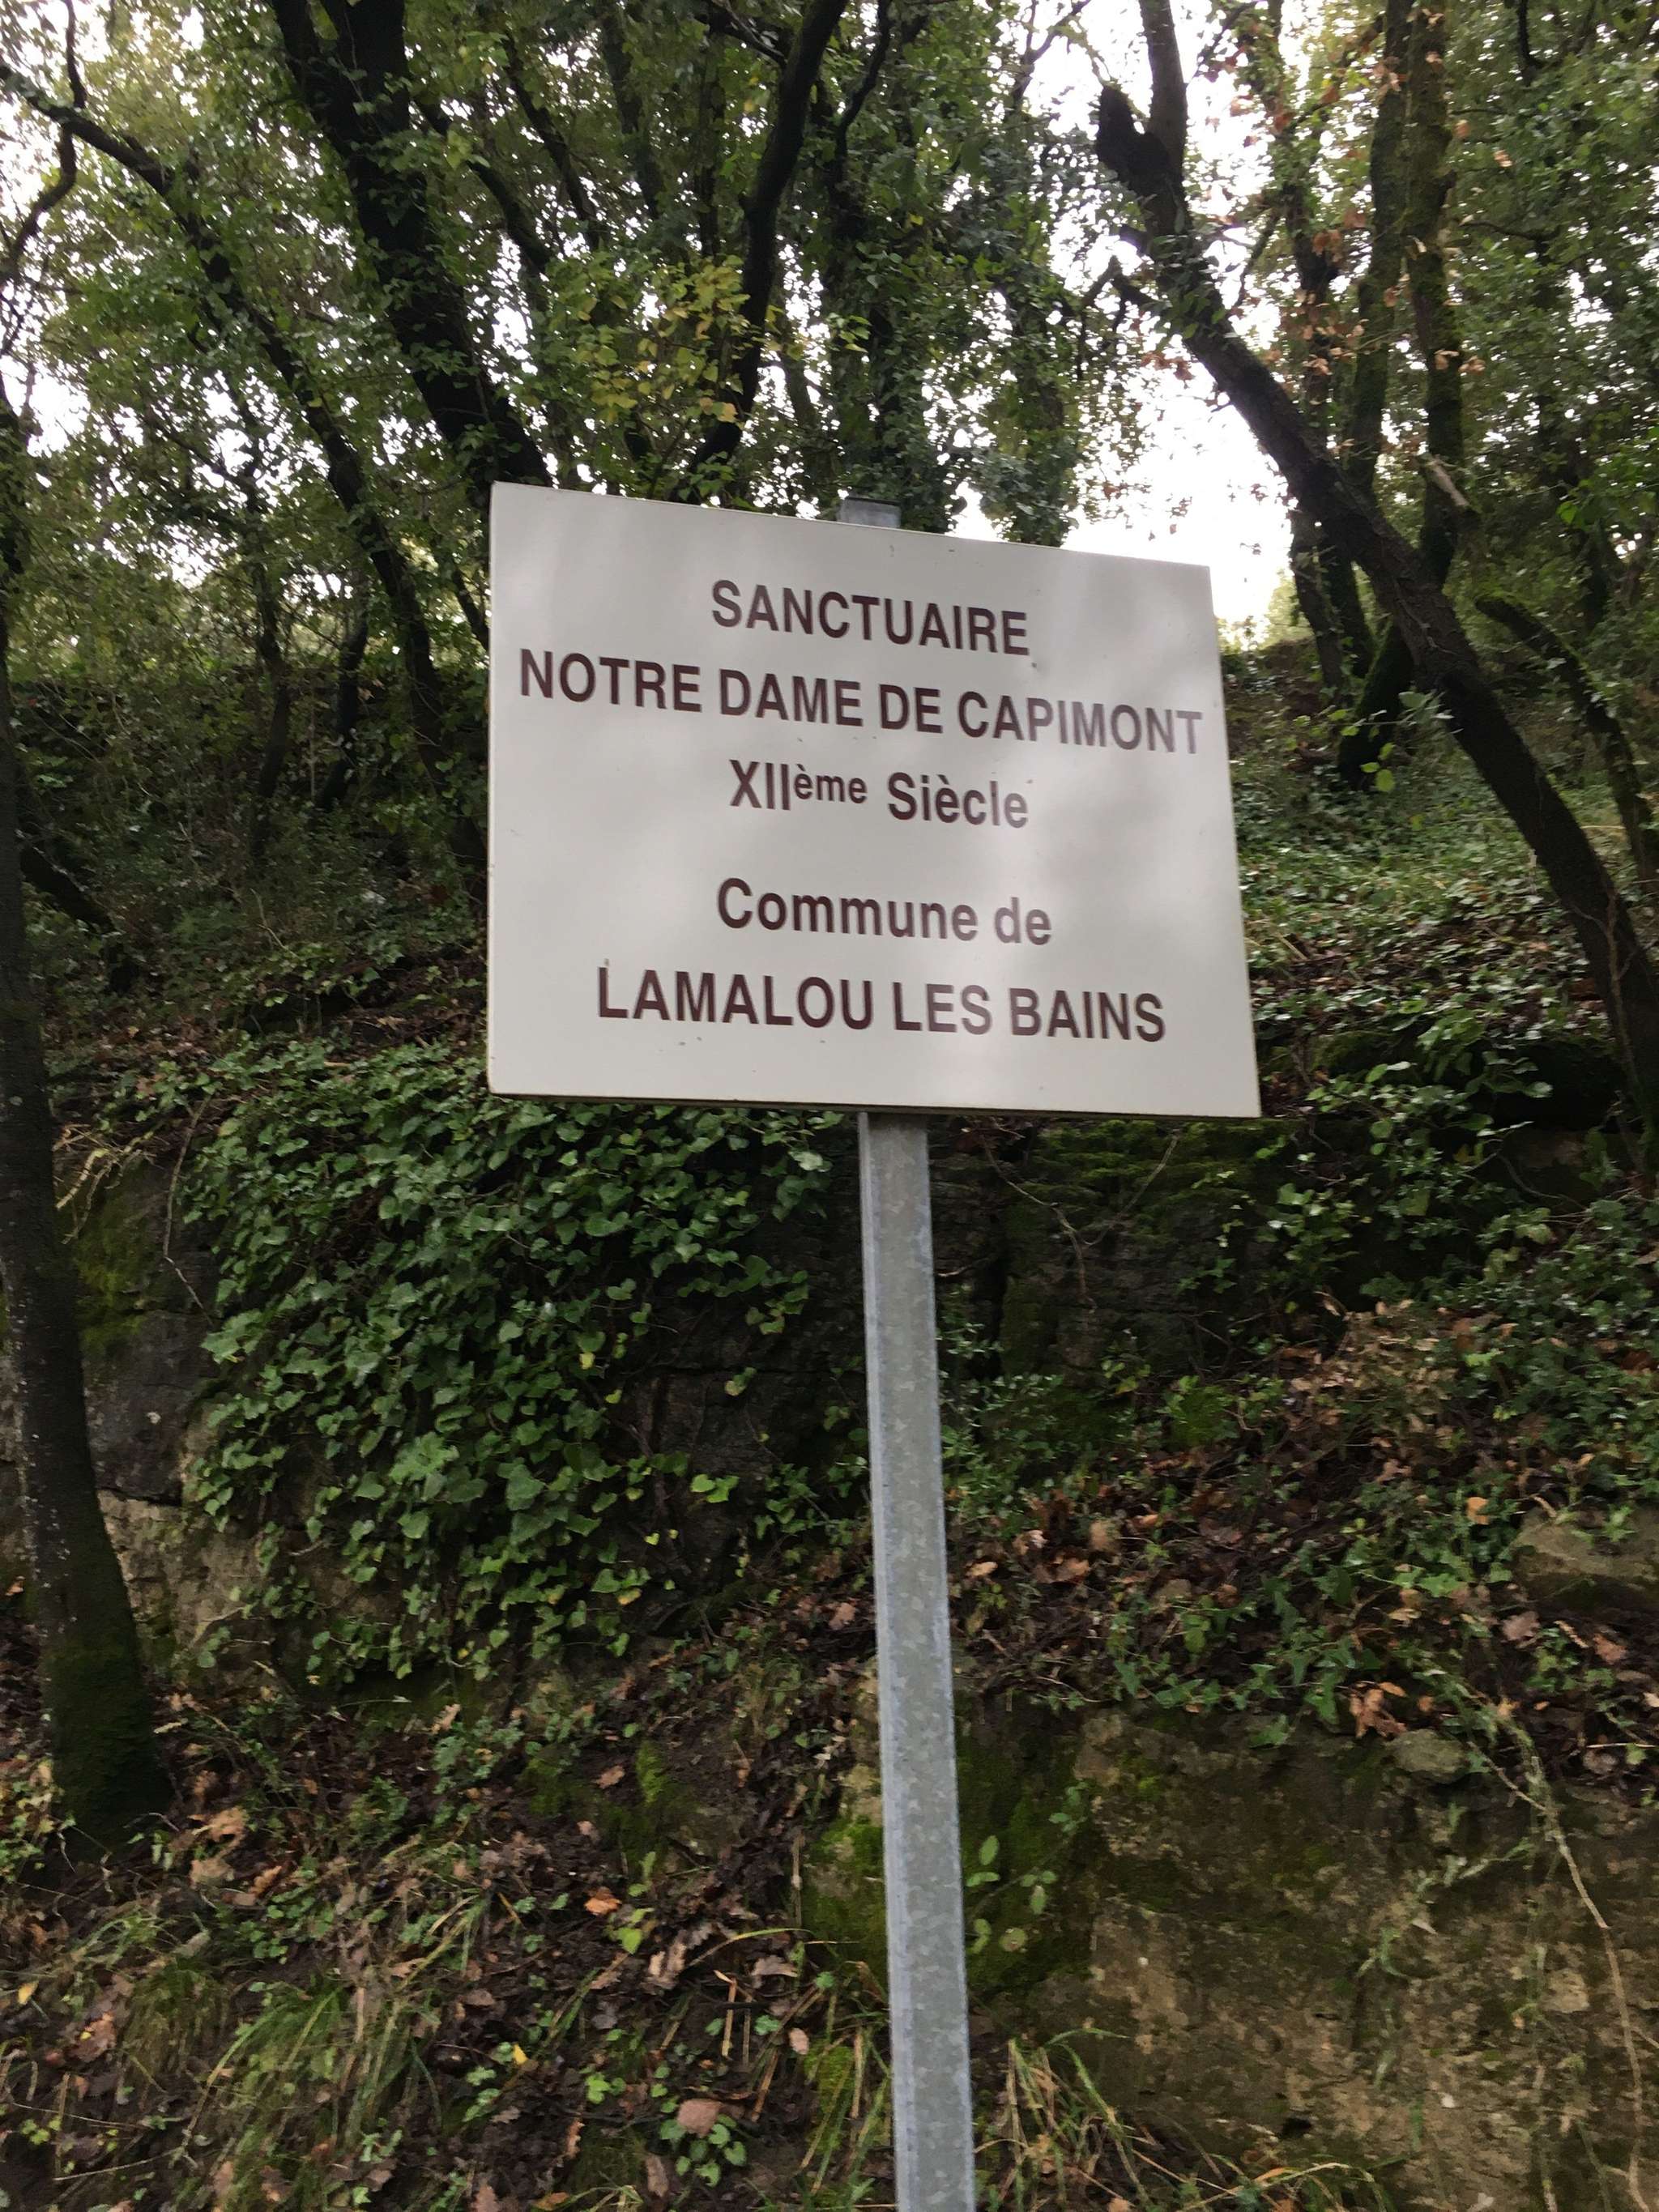 SANCTUAIRE
NOTRE DAME DE CAPIMONT
XIIème Siècle
Commune de
LAMALOU LES BAINS